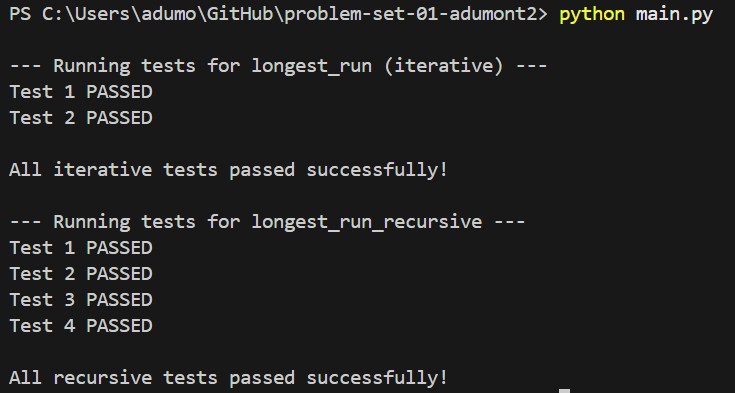 PS C:\Users\adumo\GitHub\problem-set-01-adumont2> python main.py
--- Running tests for longest_run (iterative) ---
Test 1 PASSED
Test 2 PASSED
All iterative tests passed successfully!
--- Running tests for longest_run_recursive ---
Test 1 PASSED
Test 2 PASSED
Test 3 PASSED
Test 4 PASSED
All recursive tests passed successfully!